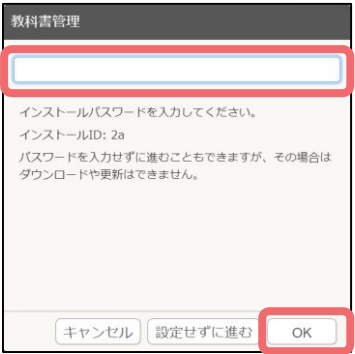 教科書管理
インストールパスワードを入力してください。
インストールID: 2a
パスワードを入力せずに進むこともできますが、その場合は
ダウンロードや更新はできません。
キャンセル
設定せずに進む
OK